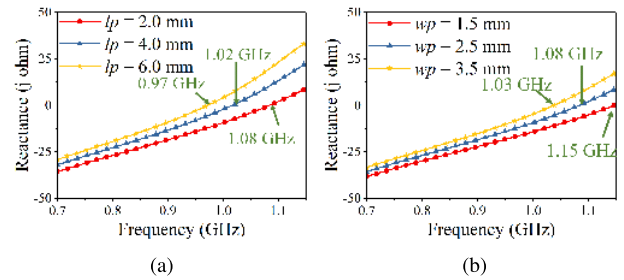 50
lp = 2.0 mm
lp = 4.0 mm
lp = 6.0 mm
1.02 GHz
0.97 GHz
1.08 GHz
25
0
-25
-50
Reactance (j ohm)
0.7 0.8 0.9 1.0 1.1
Frequency (GHz)
(a)
50
wp = 1.5 mm
wp = 2.5 mm
wp = 3.5 mm
1.08 GHz
1.03 GHz
1.15 GHz
25
0
-25
-50
Reactance (j ohm)
0.7 0.8 0.9 1.0 1.1
Frequency (GHz)
(b)